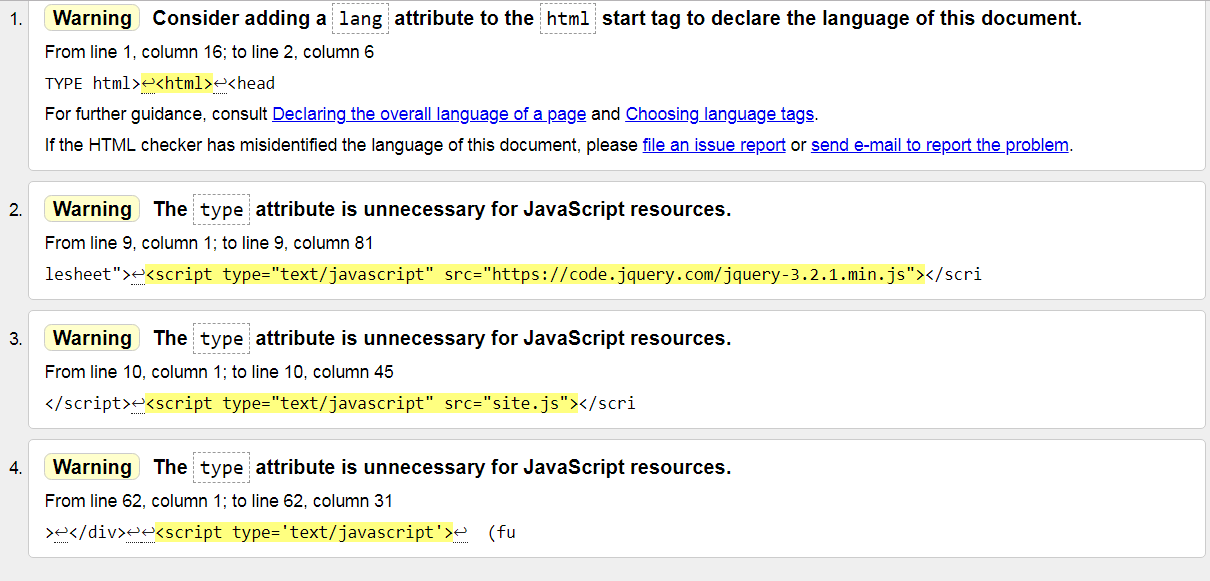 1. Warning Consider adding a lang attribute to the html start tag to declare the language of this document.
From line 1, column 16; to line 2, column 6
TYPE html>↩<html>↩<head
For further guidance, consult Declaring the overall language of a page and Choosing language tags.
If the HTML checker has misidentified the language of this document, please file an issue report or send e-mail to report the problem.
2. Warning The type attribute is unnecessary for JavaScript resources.
From line 9, column 1; to line 9, column 81
lesheet">↩<script type="text/javascript" src="https://code.jquery.com/jquery-3.2.1.min.js"></scri
3. Warning The type attribute is unnecessary for JavaScript resources.
From line 10, column 1; to line 10, column 45
</script>↩<script type="text/javascript" src="site.js"></scri
4. Warning The type attribute is unnecessary for JavaScript resources.
From line 62, column 1; to line 62, column 31
>↩</div>↩↩<script type='text/javascript'>↩  (fu